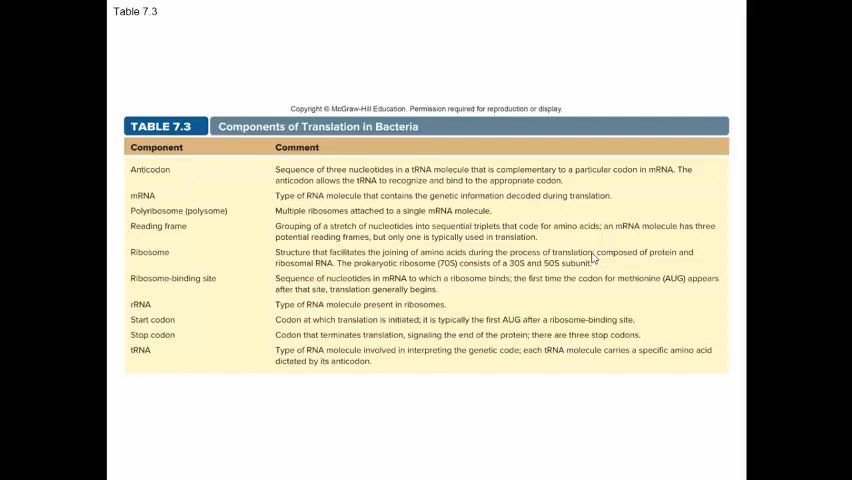 Table 7.3
Copyright © McGraw-Hill Education. Permission required for reproduction or display.
TABLE 7.3 Components of Translation in Bacteria
Component Comment
Anticodon Sequence of three nucleotides in a tRNA molecule that is complementary to a particular codon in mRNA. The
anticodon allows the tRNA to recognize and bind to the appropriate codon.
mRNA Type of RNA molecule that contains the genetic information decoded during translation.
Polyribosome (polysome) Multiple ribosomes attached to a single mRNA molecule.
Reading frame Grouping of a stretch of nucleotides into sequential triplets that code for amino acids; an mRNA molecule has three
potential reading frames, but only one is typically used in translation.
Ribosome Structure that facilitates the joining of amino acids during the process of translation; composed of protein and
ribosomal RNA. The prokaryotic ribosome (70S) consists of a 30S and 50S subunit.
Ribosome-binding site Sequence of nucleotides in mRNA to which a ribosome binds; the first time the codon for methionine (AUG) appears
after that site, translation generally begins.
rRNA Type of RNA molecule present in ribosomes.
Start codon Codon at which translation is initiated; it is typically the first AUG after a ribosome-binding site.
Stop codon Codon that terminates translation, signaling the end of the protein; there are three stop codons.
tRNA Type of RNA molecule involved in interpreting the genetic code; each tRNA molecule carries a specific amino acid
dictated by its anticodon.